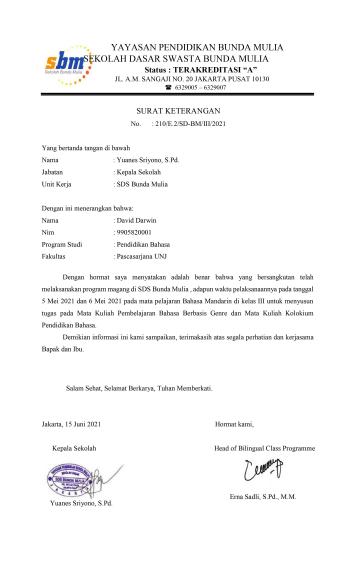 YAYASAN PENDIDIKAN BUNDA MULIA
sbm SEKOLAH DASAR SWASTA BUNDA MULIA
Sekolah Bunda Mulia
Status : TERAKREDITASI “A”
JL. A.M. SANGAJI NO. 20 JAKARTA PUSAT 10130
☎ 6329005 – 6329007
SURAT KETERANGAN
No. : 210/E.2/SD-BM/III/2021
Yang bertanda tangan di bawah
Nama : Yuanes Sriyono, S.Pd.
Jabatan : Kepala Sekolah
Unit Kerja : SDS Bunda Mulia
Dengan ini menerangkan bahwa:
Nama : David Darwin
Nim : 9905820001
Program Studi : Pendidikan Bahasa
Fakultas : Pascasarjana UNJ
Dengan hormat saya menyatakan adalah benar bahwa yang bersangkutan telah
melaksanakan program magang di SDS Bunda Mulia , adapun waktu pelaksanaannya pada tanggal
5 Mei 2021 dan 6 Mei 2021 pada mata pelajaran Bahasa Mandarin di kelas III untuk menyusun
tugas pada Mata Kuliah Pembelajaran Bahasa Berbasis Genre dan Mata Kuliah Kolokium
Pendidikan Bahasa.
Demikian informasi ini kami sampaikan, terimakasih atas segala perhatian dan kerjasama
Bapak dan Ibu.
Salam Sehat, Selamat Berkarya, Tuhan Memberkati.
Jakarta, 15 Juni 2021 Hormat kami,
Kepala Sekolah Head of Bilingual Class Programme
SDS BUNDA MULIA
Yuanes Sriyono, S.Pd. Erna Sadli, S.Pd., M.M.